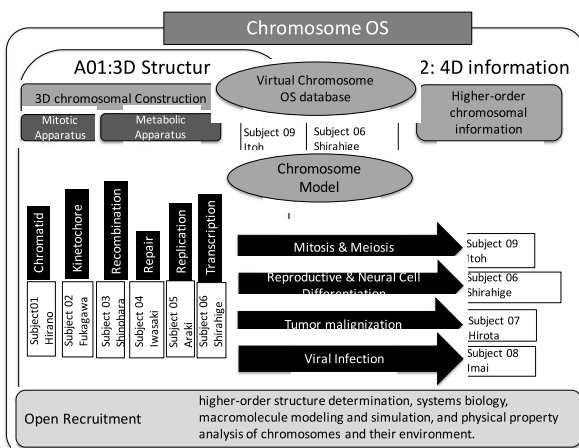 Chromosome OS
A01:3D Structur
2: 4D information
Virtual Chromosome
OS database
3D chromosomal Construction
Mitotic
Apparatus
Metabolic
Apparatus
Higher-order
chromosomal
information
Subject 09
Itoh
Subject 06
Shirahige
Chromosome
Model
Chromatid
Kinetochore
Recombination
Repair
Replication
Transcription
Subject01
Hirano
Subject 02
Fukagawa
Subject 03
Shinohara
Subject 04
Iwasaki
Subject 05
Araki
Subject 06
Shirahige
Mitosis & Meiosis
Subject 09
Itoh
Reproductive & Neural Cell
Differentiation
Subject 06
Shirahige
Tumor malignization
Subject 07
Hirota
Viral Infection
Subject 08
Imai
Open Recruitment
higher-order structure determination, systems biology,
macromolecule modeling and simulation, and physical property
analysis of chromosomes and their environment.